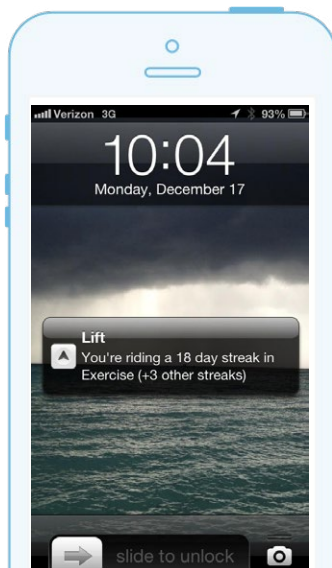 Verizon 3G 93%
10:04
Monday, December 17
Lift
You're riding a 18 day streak in
Exercise (+3 other streaks)
slide to unlock